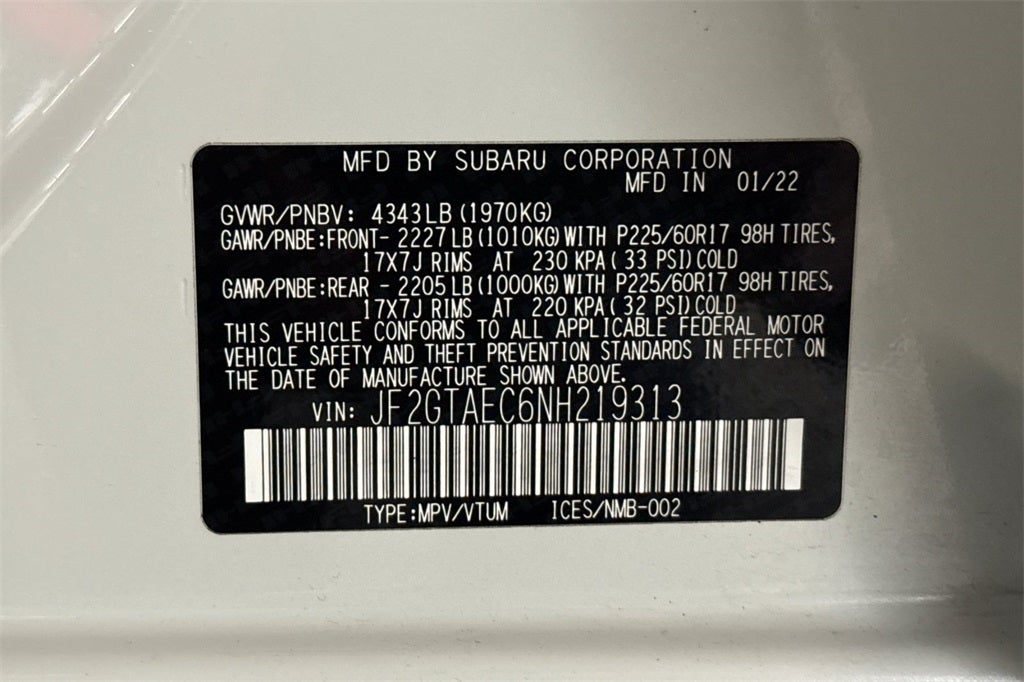 MFD BY SUBARU CORPORATION
MFD IN 01/22
GVWR/PNBV: 4343LB(1970KG)
GAWR/PNBE:FRONT- 2227LB(1010KG)WITH P225/60R17 98H TIRES,
17X7J RIMS AT 230 KPA(33 PSI)COLD
GAWR/PNBE:REAR - 2205LB(1000KG)WITH P225/60R17 98H TIRES,
17X7J RIMS AT 220 KPA(32 PSI)COLD
THIS VEHICLE CONFORMS TO ALL APPLICABLE FEDERAL MOTOR
VEHICLE SAFETY AND THEFT PREVENTION STANDARDS IN EFFECT ON
THE DATE OF MANUFACTURE SHOWN ABOVE.
VIN: JF2GTAEC6NH219313
TYPE:MPV/VTUM ICES/NMB-002